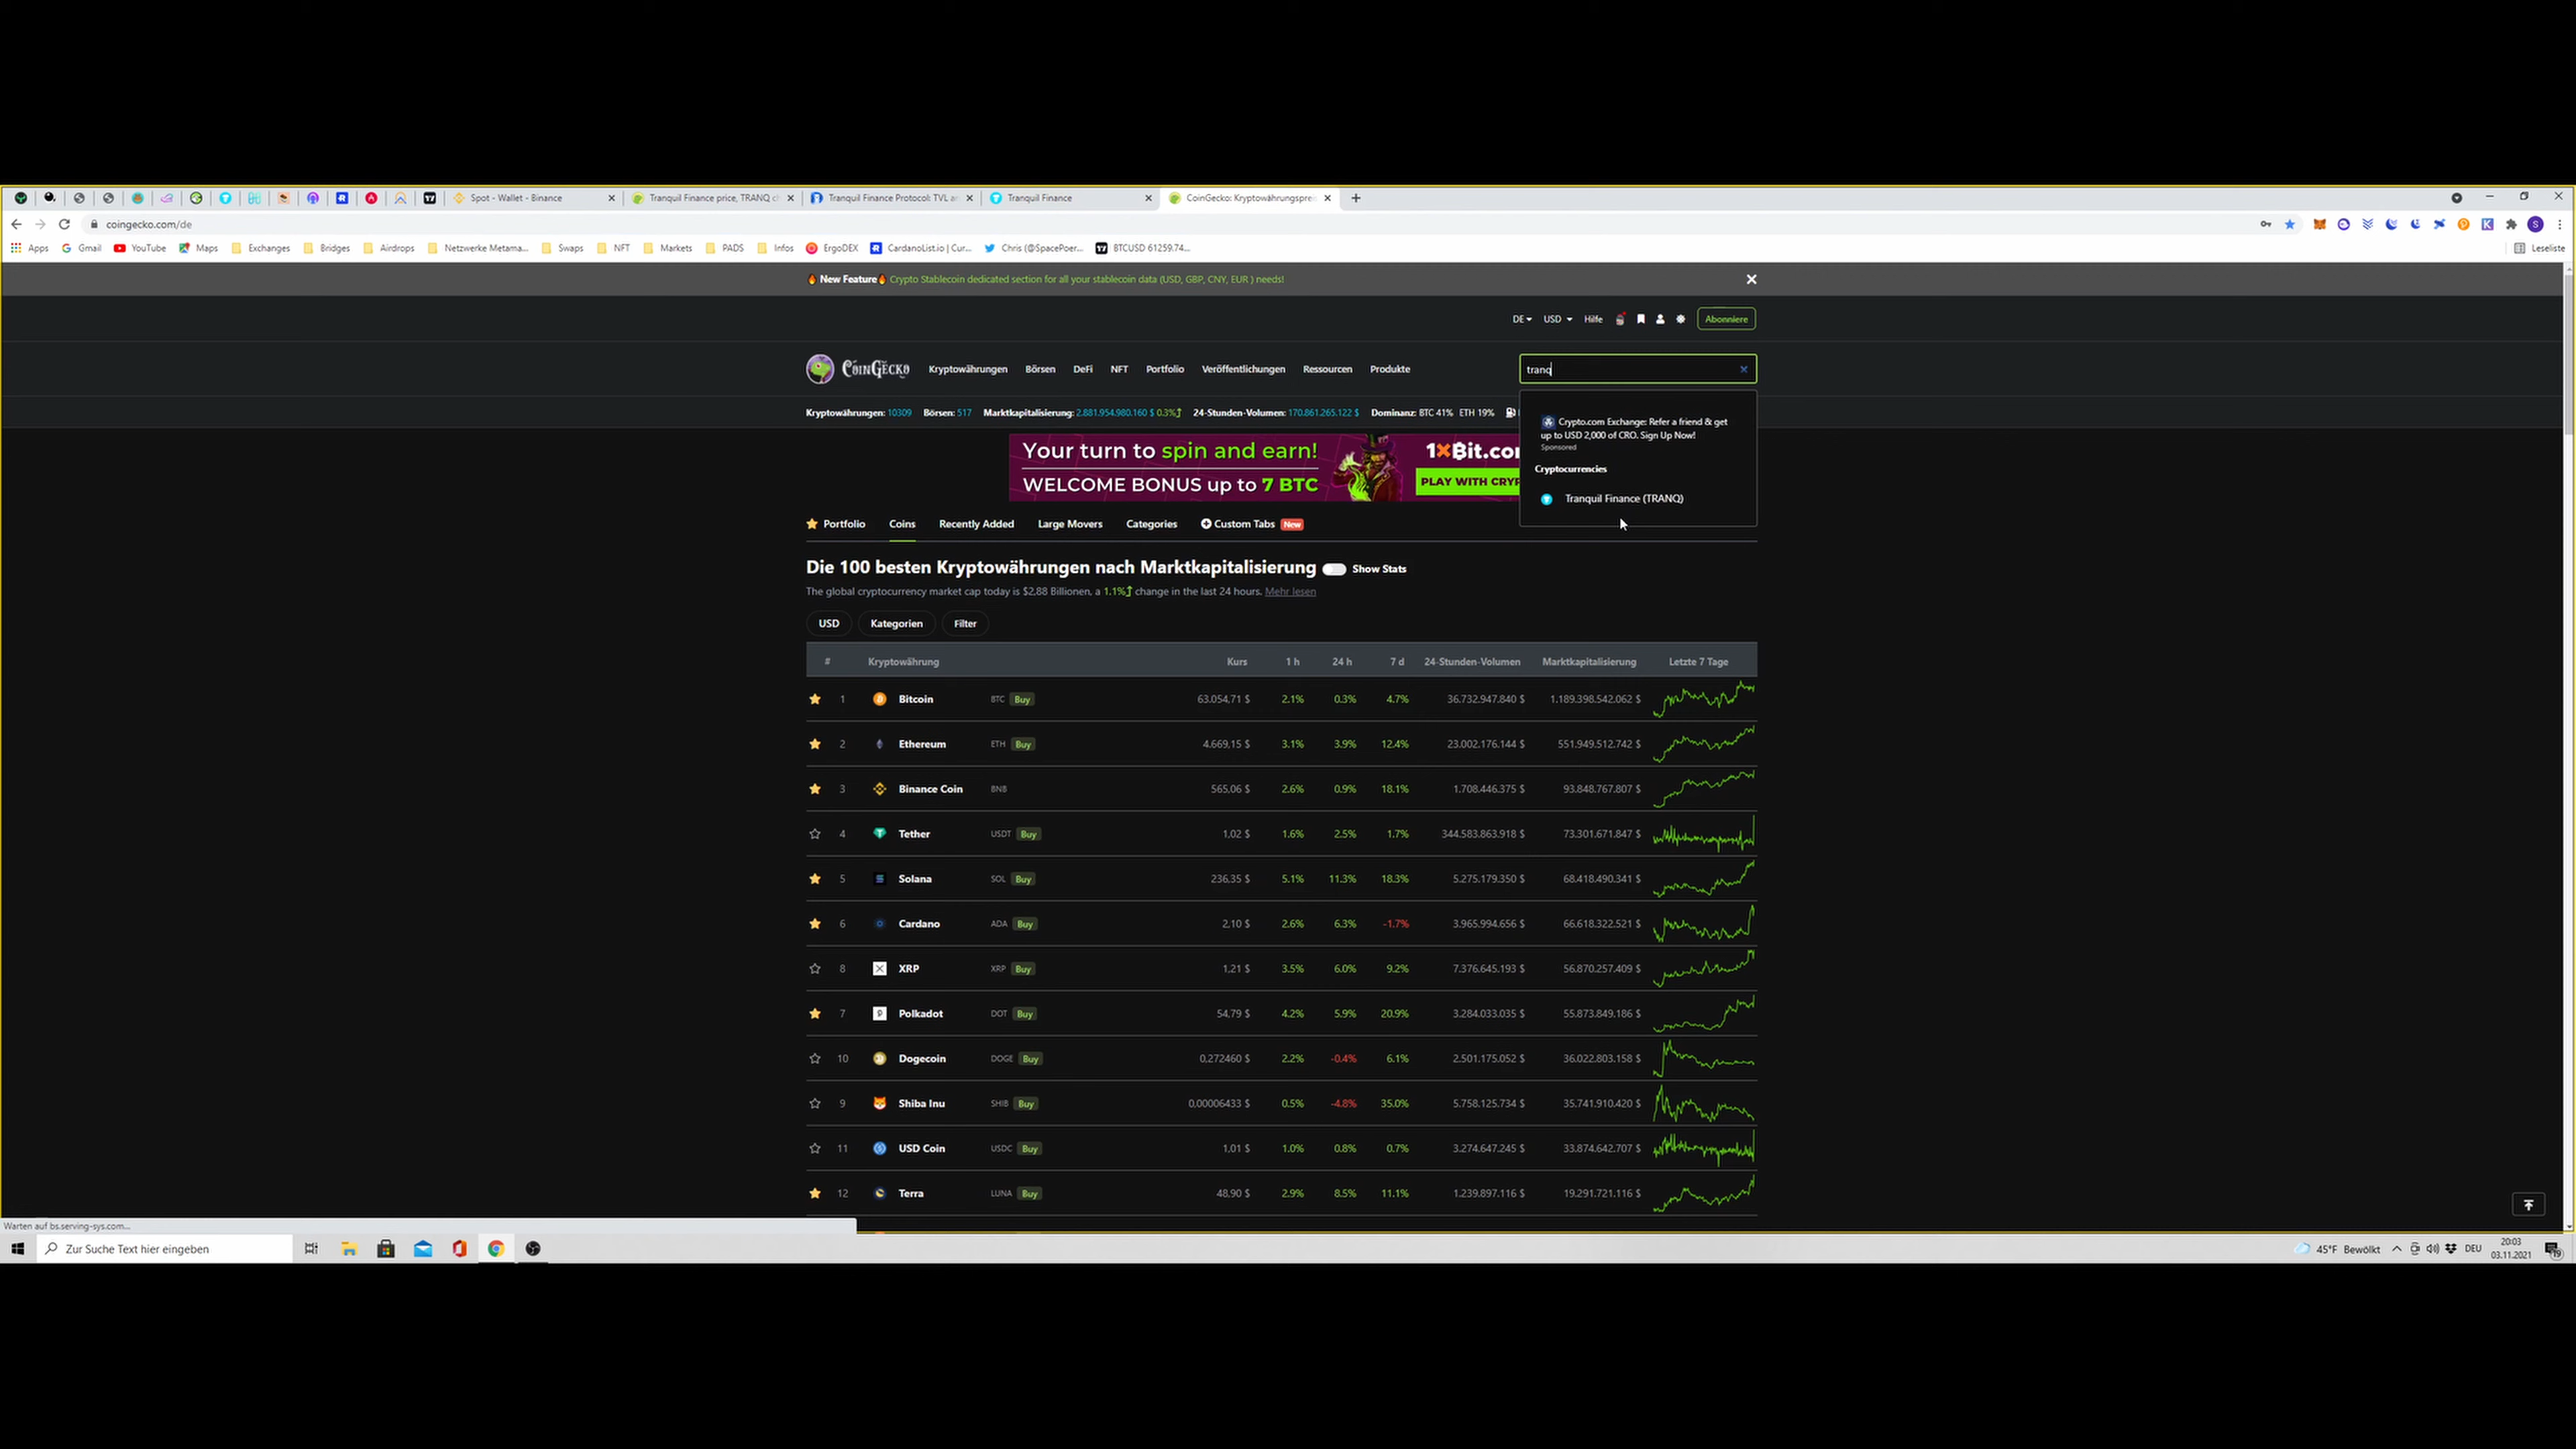 Spot - Wallet - Binance
Tranquil Finance price, TRANQ ch
Tranquil Finance Protocol: TVL a
Tranquil Finance
CoinGecko: Kryptowährungspre
coingecko.com/de
Apps Gmail YouTube Maps Exchanges Bridges Airdrops Netzwerke Metama... Swaps NFT Markets PADS Infos ErgoDEX CardanoList.io | Cur... Chris (@SpacePoer... BTCUSD 61259.74... Leseliste
New Feature Crypto Stablecoin dedicated section for all your stablecoin data (USD, GBP, CNY, EUR ) needs!
DE USD Hilfe Abonniere
COINGECKO Kryptowährungen Börsen DeFi NFT Portfolio Veröffentlichungen Ressourcen Produkte tranq
Kryptowährungen: 10309 Börsen: 517 Marktkapitalisierung: 2.881.954.980.160 $ 0.3% 24-Stunden-Volumen: 170.861.265.122 $ Dominanz: BTC 41% ETH 19%
Crypto.com Exchange: Refer a friend & get
up to USD 2,000 of CRO. Sign Up Now!
Sponsored
Cryptocurrencies
Tranquil Finance (TRANQ)
Your turn to spin and earn!
WELCOME BONUS up to 7 BTC
1XBit.co
PLAY WITH CRYP
Portfolio Coins Recently Added Large Movers Categories Custom Tabs New
Die 100 besten Kryptowährungen nach Marktkapitalisierung Show Stats
The global cryptocurrency market cap today is $2,88 Billionen, a 1.1% change in the last 24 hours. Mehr lesen
USD Kategorien Filter
# Kryptowährung Kurs 1 h 24 h 7 d 24-Stunden-Volumen Marktkapitalisierung Letzte 7 Tage
1 Bitcoin BTC Buy 63.054,71 $ 2.1% 0.3% 4.7% 36.732.947.840 $ 1.189.398.542.062 $
2 Ethereum ETH Buy 4.669,15 $ 3.1% 3.9% 12.4% 23.002.176.144 $ 551.949.512.742 $
3 Binance Coin BNB 565,06 $ 2.6% 0.9% 18.1% 1.708.446.375 $ 93.848.767.807 $
4 Tether USDT Buy 1,02 $ 1.6% 2.5% 1.7% 344.583.863.918 $ 73.301.671.847 $
5 Solana SOL Buy 236,35 $ 5.1% 11.3% 18.3% 5.275.179.350 $ 68.418.490.341 $
6 Cardano ADA Buy 2,10 $ 2.6% 6.3% -1.7% 3.965.994.656 $ 66.618.322.521 $
8 XRP XRP Buy 1,21 $ 3.5% 6.0% 9.2% 7.376.645.193 $ 56.870.257.409 $
7 Polkadot DOT Buy 54,79 $ 4.2% 5.9% 20.9% 3.284.033.035 $ 55.873.849.186 $
10 Dogecoin DOGE Buy 0,272460 $ 2.2% -0.4% 6.1% 2.501.175.052 $ 36.022.803.158 $
9 Shiba Inu SHIB Buy 0,00006433 $ 0.5% -4.8% 35.0% 5.758.125.734 $ 35.741.910.420 $
11 USD Coin USDC Buy 1,01 $ 1.0% 0.8% 0.7% 3.274.647.245 $ 33.874.642.707 $
12 Terra LUNA Buy 48,90 $ 2.9% 8.5% 11.1% 1.239.897.116 $ 19.291.721.116 $
Warten auf bs.serving-sys.com...
Zur Suche Text hier eingeben
45°F Bewölkt DEU
20:03
03.11.2021